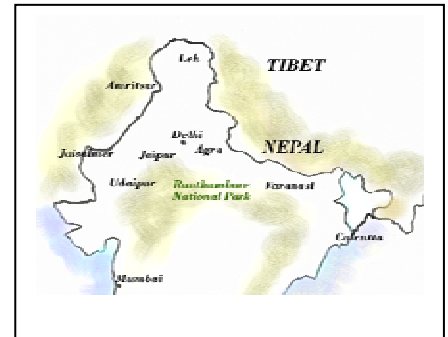 Leh
TIBET
Amritsar
Delhi
NEPAL
Jaisalmer
Jaipur
Agra
Udaipur
Ranthambore
National Park
Varanasi
Calcutta
Mumbai